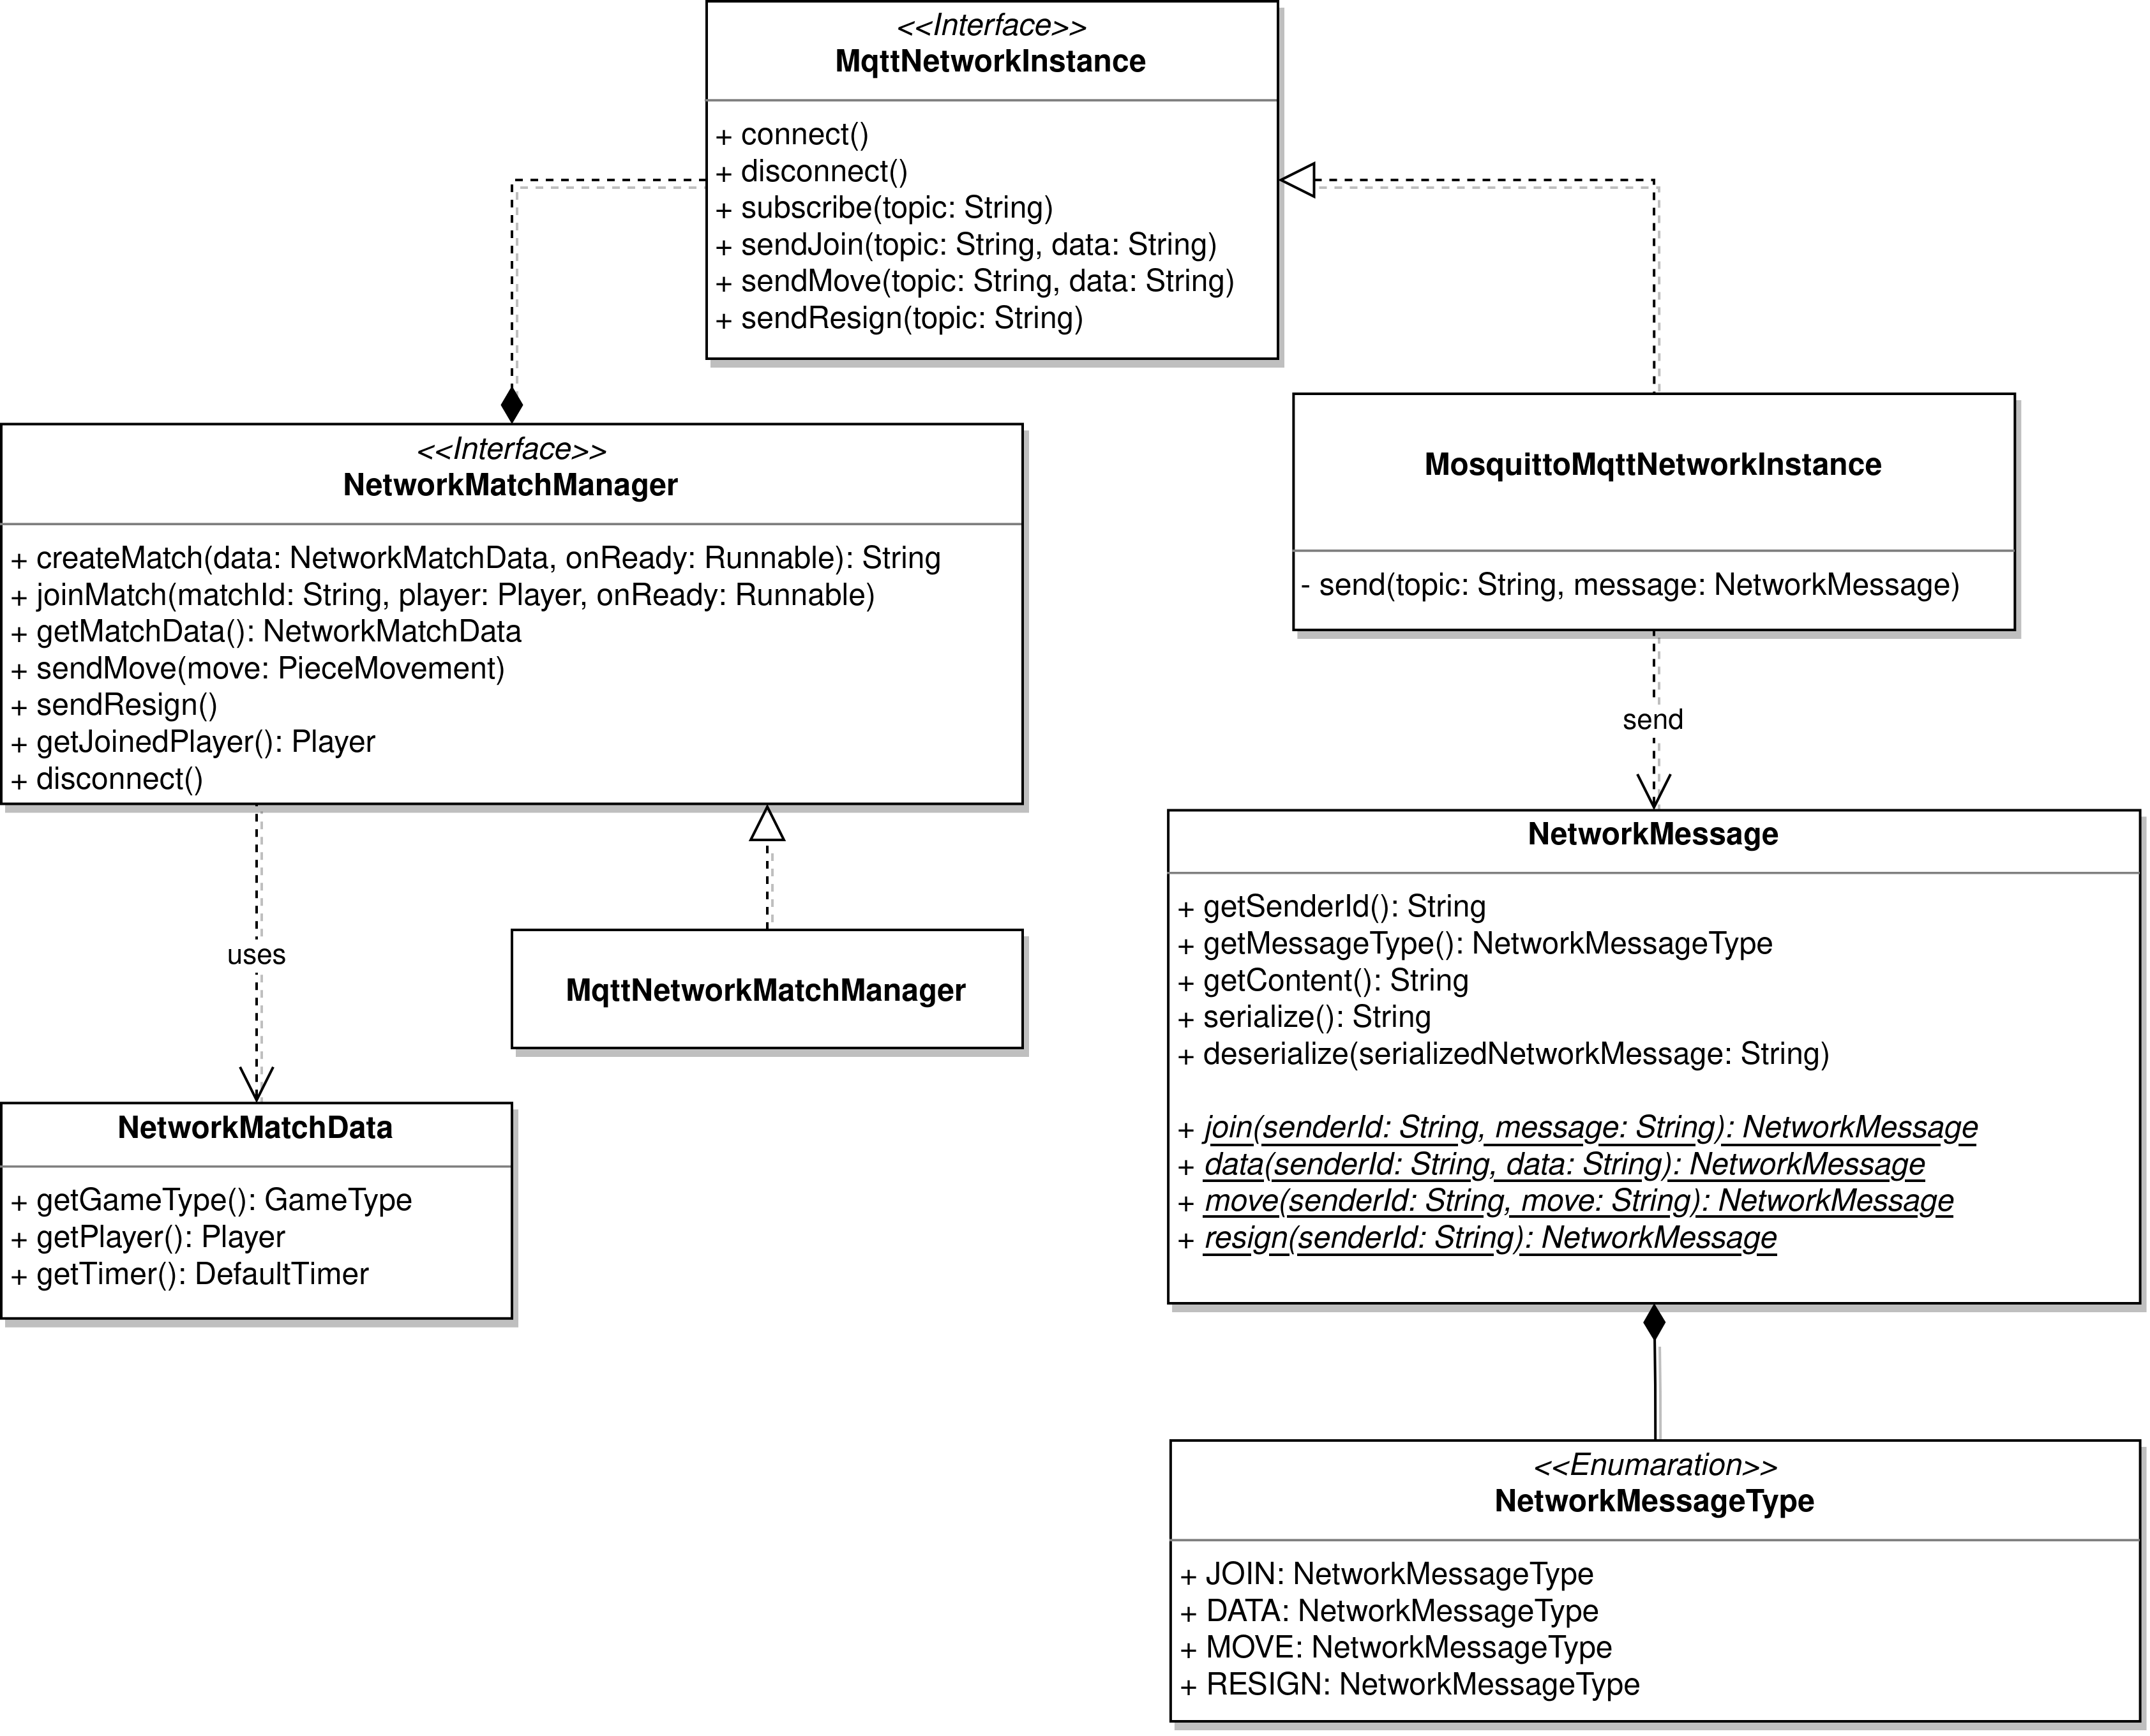 <<Interface>>
MqttNetworkInstance
+ connect()
+ disconnect()
+ subscribe(topic: String)
+ sendJoin(topic: String, data: String)
+ sendMove(topic: String, data: String)
+ sendResign(topic: String)
<<Interface>>
NetworkMatchManager
+ createMatch(data: NetworkMatchData, onReady: Runnable): String
+ joinMatch(matchId: String, player: Player, onReady: Runnable)
+ getMatchData(): NetworkMatchData
+ sendMove(move: PieceMovement)
+ sendResign()
+ getJoinedPlayer(): Player
+ disconnect()
MosquittoMqttNetworkInstance
- send(topic: String, message: NetworkMessage)
send
uses
MqttNetworkMatchManager
NetworkMatchData
+ getGameType(): GameType
+ getPlayer(): Player
+ getTimer(): DefaultTimer
NetworkMessage
+ getSenderId(): String
+ getMessageType(): NetworkMessageType
+ getContent(): String
+ serialize(): String
+ deserialize(serializedNetworkMessage: String)
+ join(senderId: String, message: String): NetworkMessage
+ data(senderId: String, data: String): NetworkMessage
+ move(senderId: String, move: String): NetworkMessage
+ resign(senderId: String): NetworkMessage
<<Enumaration>>
NetworkMessageType
+ JOIN: NetworkMessageType
+ DATA: NetworkMessageType
+ MOVE: NetworkMessageType
+ RESIGN: NetworkMessageType